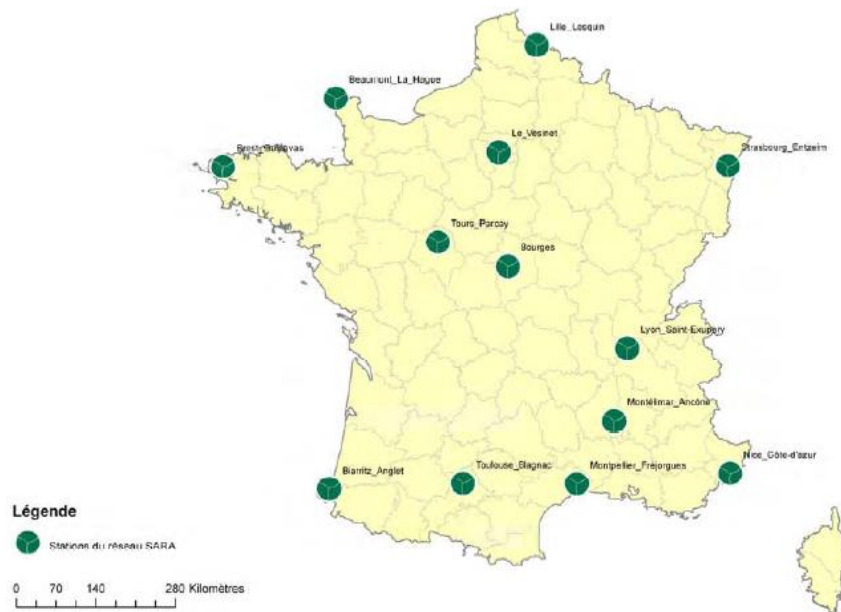 Lille_Lesquin
Beaumont_La_Hague
Le_Vesinet
Strasbourg_Entzeim
Tours_Parcay
Bourges
Lyon_Saint-Exupery
Montélimar_Ancône
Nice_Côte-d'azur
Biarritz_Anglet
Toulouse_Blagnac
Montpellier_Fréjorgues
Légende
Stations du réseau SARA
0 70 140 280 Kilomètres